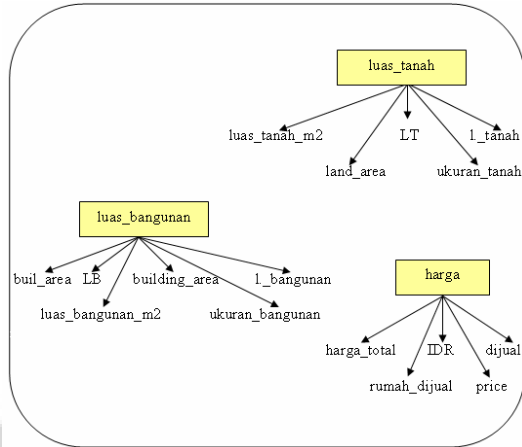 luas_tanah
luas_tanah_m2 LT l_tanah
land_area ukuran_tanah
luas_bangunan
buil_area LB building_area l_bangunan
luas_bangunan_m2 ukuran_bangunan
harga
harga_total IDR dijual
rumah_dijual price